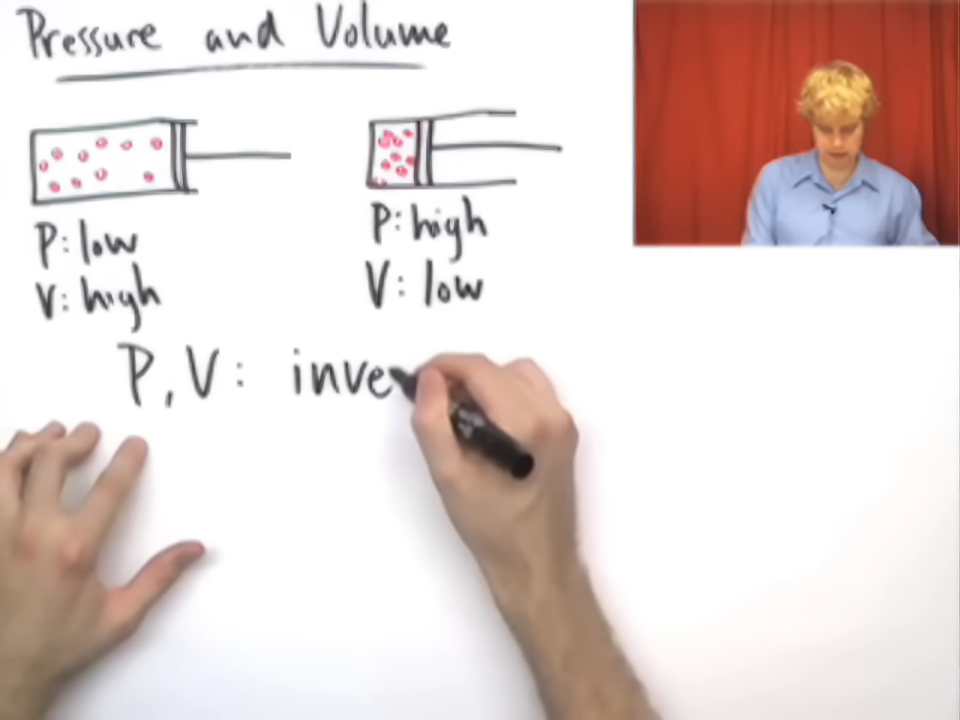 Pressure and Volume
P: low
V: high
P: high
V: low
P, V: inve